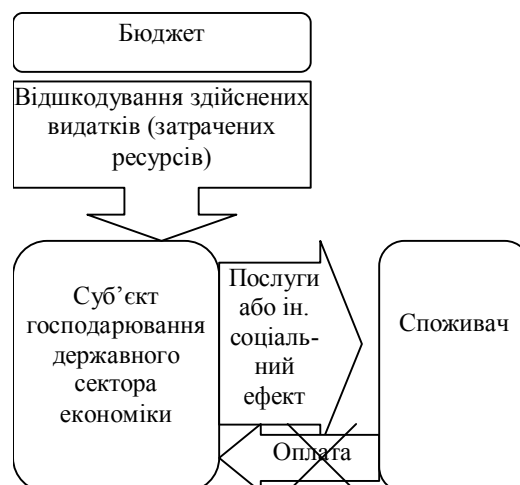 Бюджет
Відшкодування здійснених
видатків (затрачених
ресурсів)
Суб’єкт
господарювання
державного
сектора
економіки
Послуги
або ін.
соціаль-
ний
ефект
Споживач
Оплата